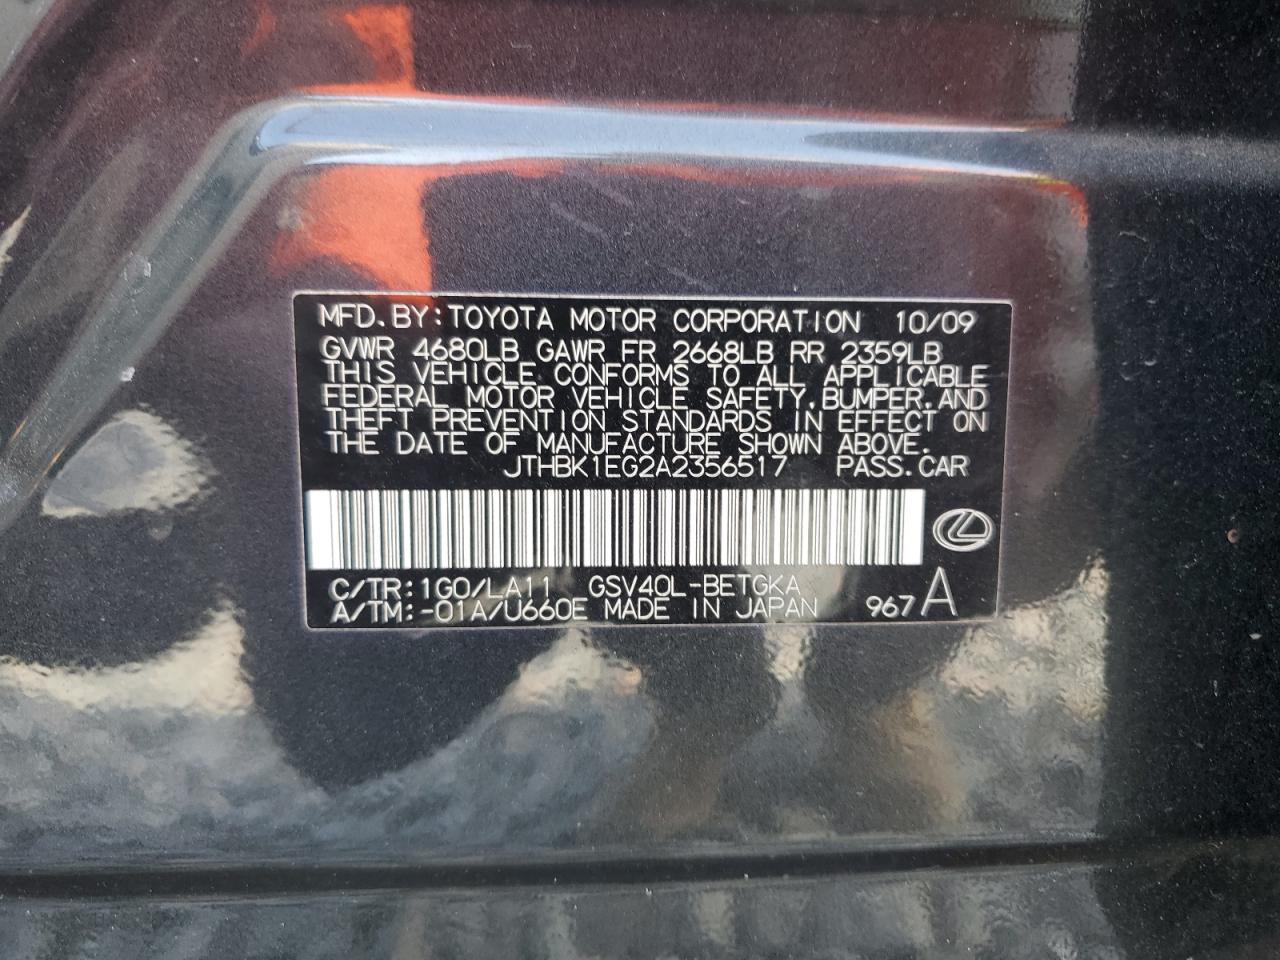 MFD.BY:TOYOTA MOTOR CORPORATION 10/09
GVWR 4680LB GAWR FR 2668LB RR 2359LB
THIS VEHICLE CONFORMS TO ALL APPLICABLE
FEDERAL MOTOR VEHICLE SAFETY,BUMPER,AND
THEFT PREVENTION STANDARDS IN EFFECT ON
THE DATE OF MANUFACTURE SHOWN ABOVE.
JTHBK1EG2A2356517 PASS.CAR
C/TR:1G0/LA11 GSV40L-BETGKA
A/TM:-01A/U660E MADE IN JAPAN 967 A